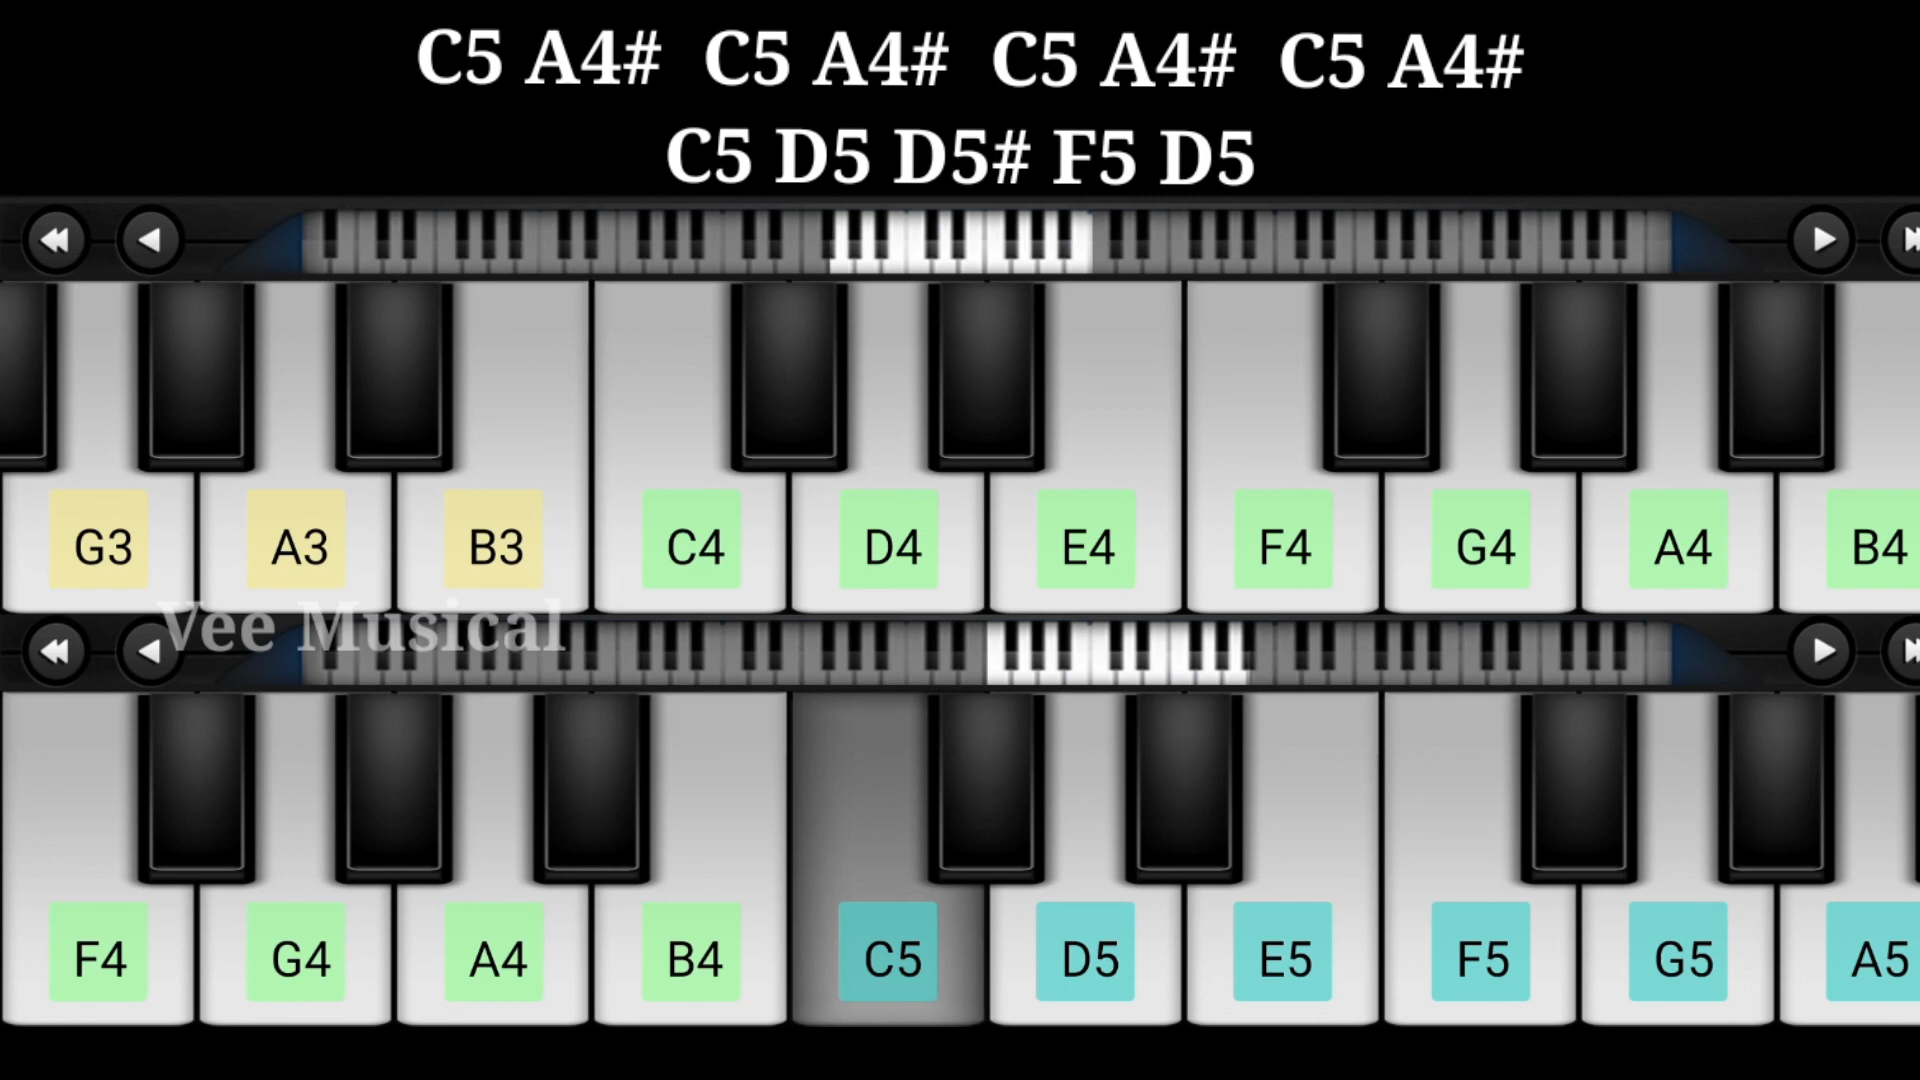 C5 A4# C5 A4# C5 A4# C5 A4#
C5 D5 D5# F5 D5
G3 A3 B3 C4 D4 E4 F4 G4 A4 B4
Vee Musical
F4 G4 A4 B4 C5 D5 E5 F5 G5 A5